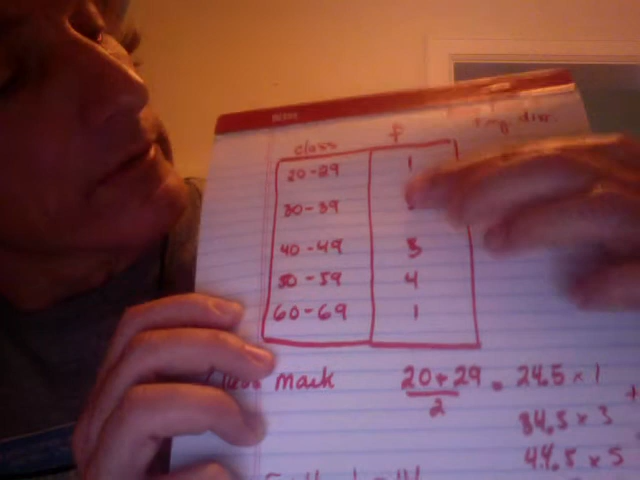 class f
20-29 1
30-39
40-49 5
50-59 4
60-69 1
Class Mark 20+29 / 2 = 24.5 x 1
34.5 x 3
44.5 x 5